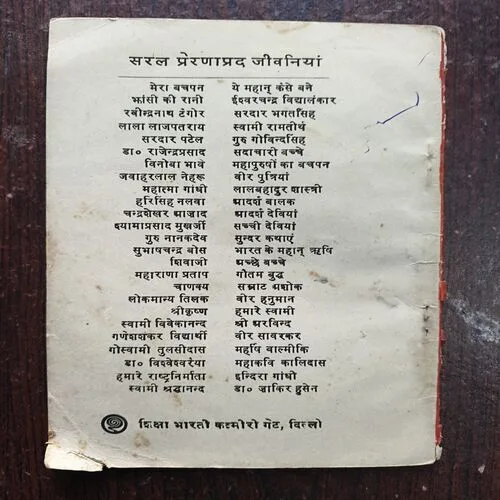 सरल प्रेरणाप्रद जीवनियां
मेरा बचपन ये महान् कैसे बने
झांसी की रानी ईश्वरचन्द्र विद्यालंकार
रवीन्द्रनाथ टैगोर सरदार भगतसिंह
लाला लाजपतराय स्वामी रामतीर्थ
सरदार पटेल गुरु गोविन्दसिंह
डा० राजेन्द्रप्रसाद सदाचारी बच्चे
विनोबा भावे महापुरुषों का बचपन
जवाहरलाल नेहरू वीर पुत्रियां
महात्मा गांधी लालबहादुर शास्त्री
हरिसिंह नलवा आदर्श बालक
चन्द्रशेखर आज़ाद आदर्श देवियां
श्यामाप्रसाद मुखर्जी सच्ची देवियां
गुरु नानकदेव सुन्दर कथाएं
सुभाषचन्द्र बोस भारत के महान् ऋषि
शिवाजी अच्छे बच्चे
महाराणा प्रताप गौतम बुद्ध
चाणक्य सम्राट अशोक
लोकमान्य तिलक वीर हनुमान
श्रीकृष्ण हमारे स्वामी
स्वामी विवेकानन्द श्री अरविन्द
गणेशशंकर विद्यार्थी वीर सावरकर
गोस्वामी तुलसीदास महर्षि वाल्मीकि
डा० विश्वेश्वरैया महाकवि कालिदास
हमारे राष्ट्रनिर्माता इन्दिरा गांधी
स्वामी श्रद्धानन्द डा० ज़ाकिर हुसैन
शिक्षा भारती कश्मीरी गेट, दिल्ली